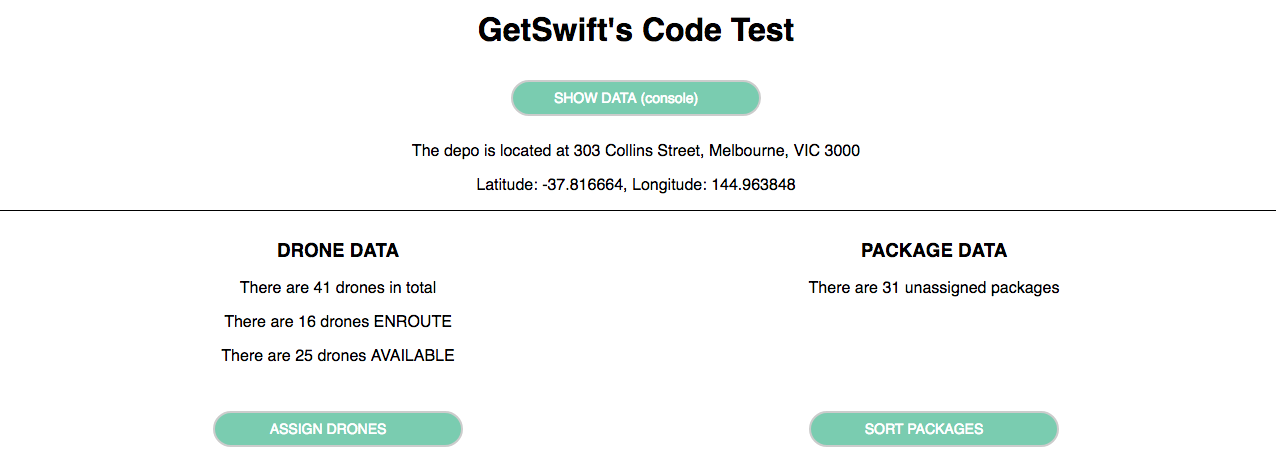 GetSwift's Code Test
SHOW DATA (console)
The depo is located at 303 Collins Street, Melbourne, VIC 3000
Latitude: -37.816664, Longitude: 144.963848
DRONE DATA
There are 41 drones in total
There are 16 drones ENROUTE
There are 25 drones AVAILABLE
ASSIGN DRONES
PACKAGE DATA
There are 31 unassigned packages
SORT PACKAGES